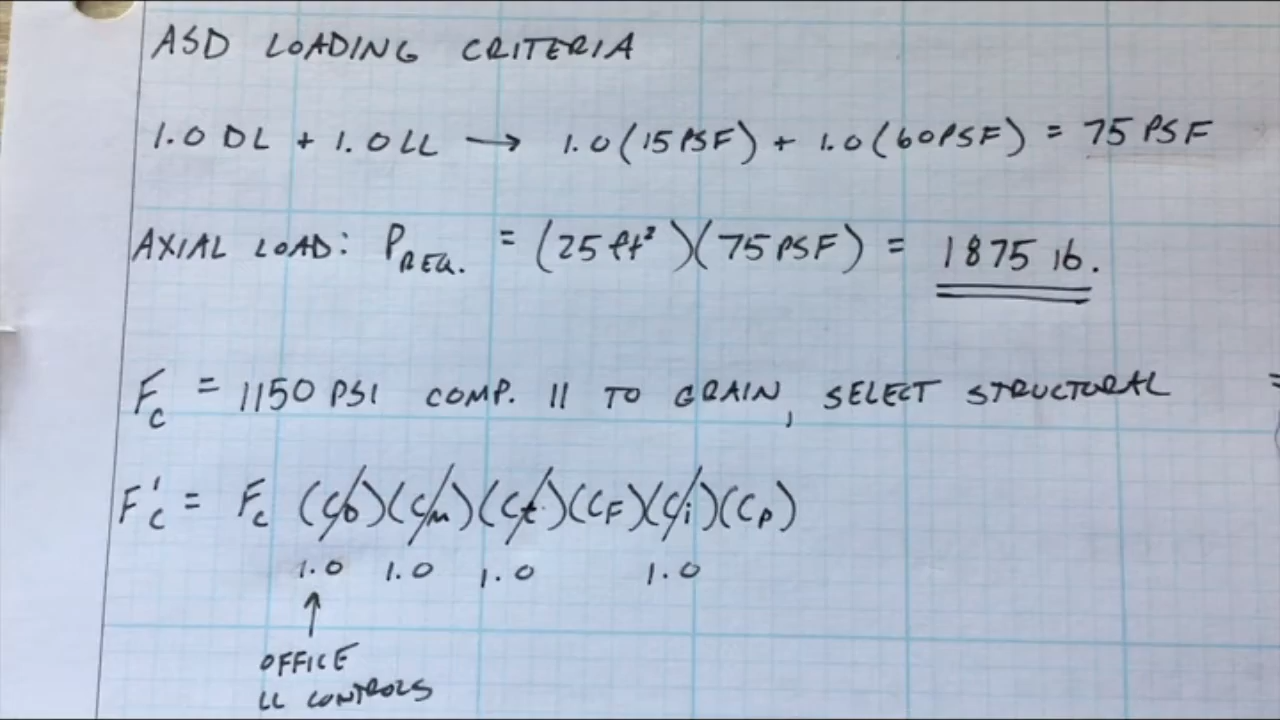 ASD LOADING CRITERIA
1.0 DL + 1.0 LL → 1.0(15 PSF) + 1.0(60 PSF) = 75 PSF
AXIAL LOAD: P_REQ. = (25 ft²)(75 PSF) = 1875 lb.
F_C = 1150 PSI COMP. || TO GRAIN, SELECT STRUCTURAL =
F'_C = F_C (C_D)(C_M)(C_t)(C_F)(C_i)(C_P)
1.0 1.0 1.0 1.0
↑
OFFICE
LL CONTROLS